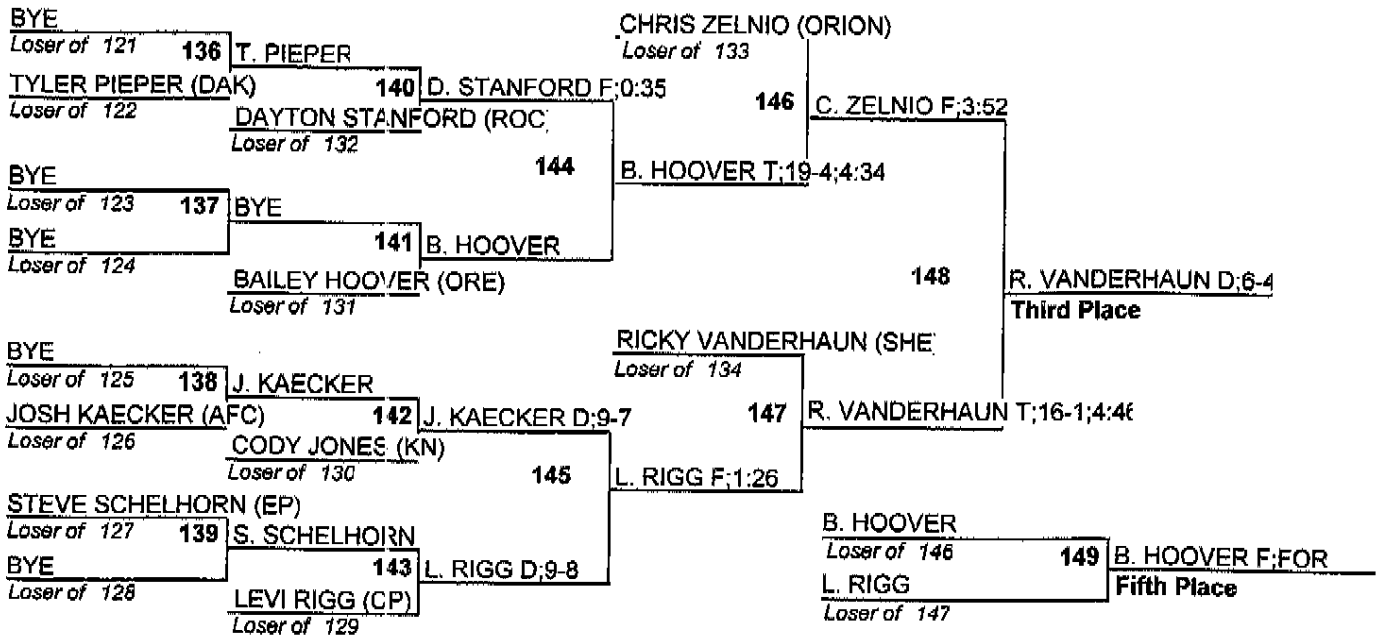 BYE
Loser of 121
136 T. PIEPER
TYLER PIEPER (DAK)
Loser of 122
140 D. STANFORD F;0:35
DAYTON STANFORD (ROC
Loser of 132
144 B. HOOVER T;19-4;4:34
BYE
Loser of 123
137 BYE
BYE
Loser of 124
141 B. HOOVER
BAILEY HOOVER (ORE)
Loser of 131
CHRIS ZELNIO (ORION)
Loser of 133
146 C. ZELNIO F;3:52
148 R. VANDERHAUN D;6-4
Third Place
BYE
Loser of 125
138 J. KAECKER
JOSH KAECKER (AFC)
Loser of 126
142 J. KAECKER D;9-7
CODY JONES (KN)
Loser of 130
145 L. RIGG F;1:26
STEVE SCHELHORN (EP)
Loser of 127
139 S. SCHELHORN
BYE
Loser of 128
143 L. RIGG D;9-8
LEVI RIGG (CP)
Loser of 129
RICKY VANDERHAUN (SHE
Loser of 134
147 R. VANDERHAUN T;16-1;4:46
B. HOOVER
Loser of 146
149 B. HOOVER F;FOR
L. RIGG
Fifth Place
Loser of 147